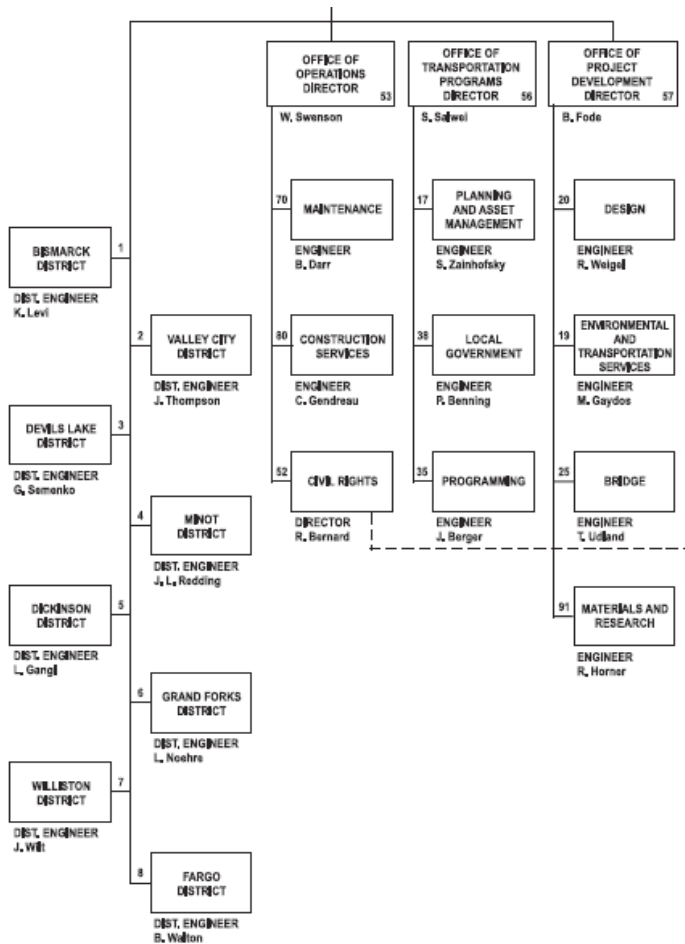 OFFICE OF
OPERATIONS
DIRECTOR
53
W. Swenson
OFFICE OF
TRANSPORTATION
PROGRAMS
DIRECTOR 56
S. Salwei
OFFICE OF
PROJECT
DEVELOPMENT
DIRECTOR 57
B. Fode
70
MAINTENANCE
ENGINEER
B. Darr
17
PLANNING
AND ASSET
MANAGEMENT
ENGINEER
S. Zainhofsky
20
DESIGN
ENGINEER
R. Weigel
1
BISMARCK
DISTRICT
DIST. ENGINEER
K. Levi
2
VALLEY CITY
DISTRICT
DIST. ENGINEER
J. Thompson
80
CONSTRUCTION
SERVICES
ENGINEER
C. Gendreau
38
LOCAL
GOVERNMENT
ENGINEER
P. Benning
19
ENVIRONMENTAL
AND
TRANSPORTATION
SERVICES
ENGINEER
M. Gaydos
3
DEVILS LAKE
DISTRICT
DIST. ENGINEER
G. Semenko
52
CIVIL RIGHTS
DIRECTOR
R. Bernard
35
PROGRAMMING
ENGINEER
J. Berger
25
BRIDGE
ENGINEER
T. Udland
4
MINOT
DISTRICT
DIST. ENGINEER
J. L. Redding
5
DICKINSON
DISTRICT
DIST. ENGINEER
L. Gangl
91
MATERIALS AND
RESEARCH
ENGINEER
R. Horner
6
GRAND FORKS
DISTRICT
DIST. ENGINEER
L. Noehre
7
WILLISTON
DISTRICT
DIST. ENGINEER
J. Wilt
8
FARGO
DISTRICT
DIST. ENGINEER
B. Walton